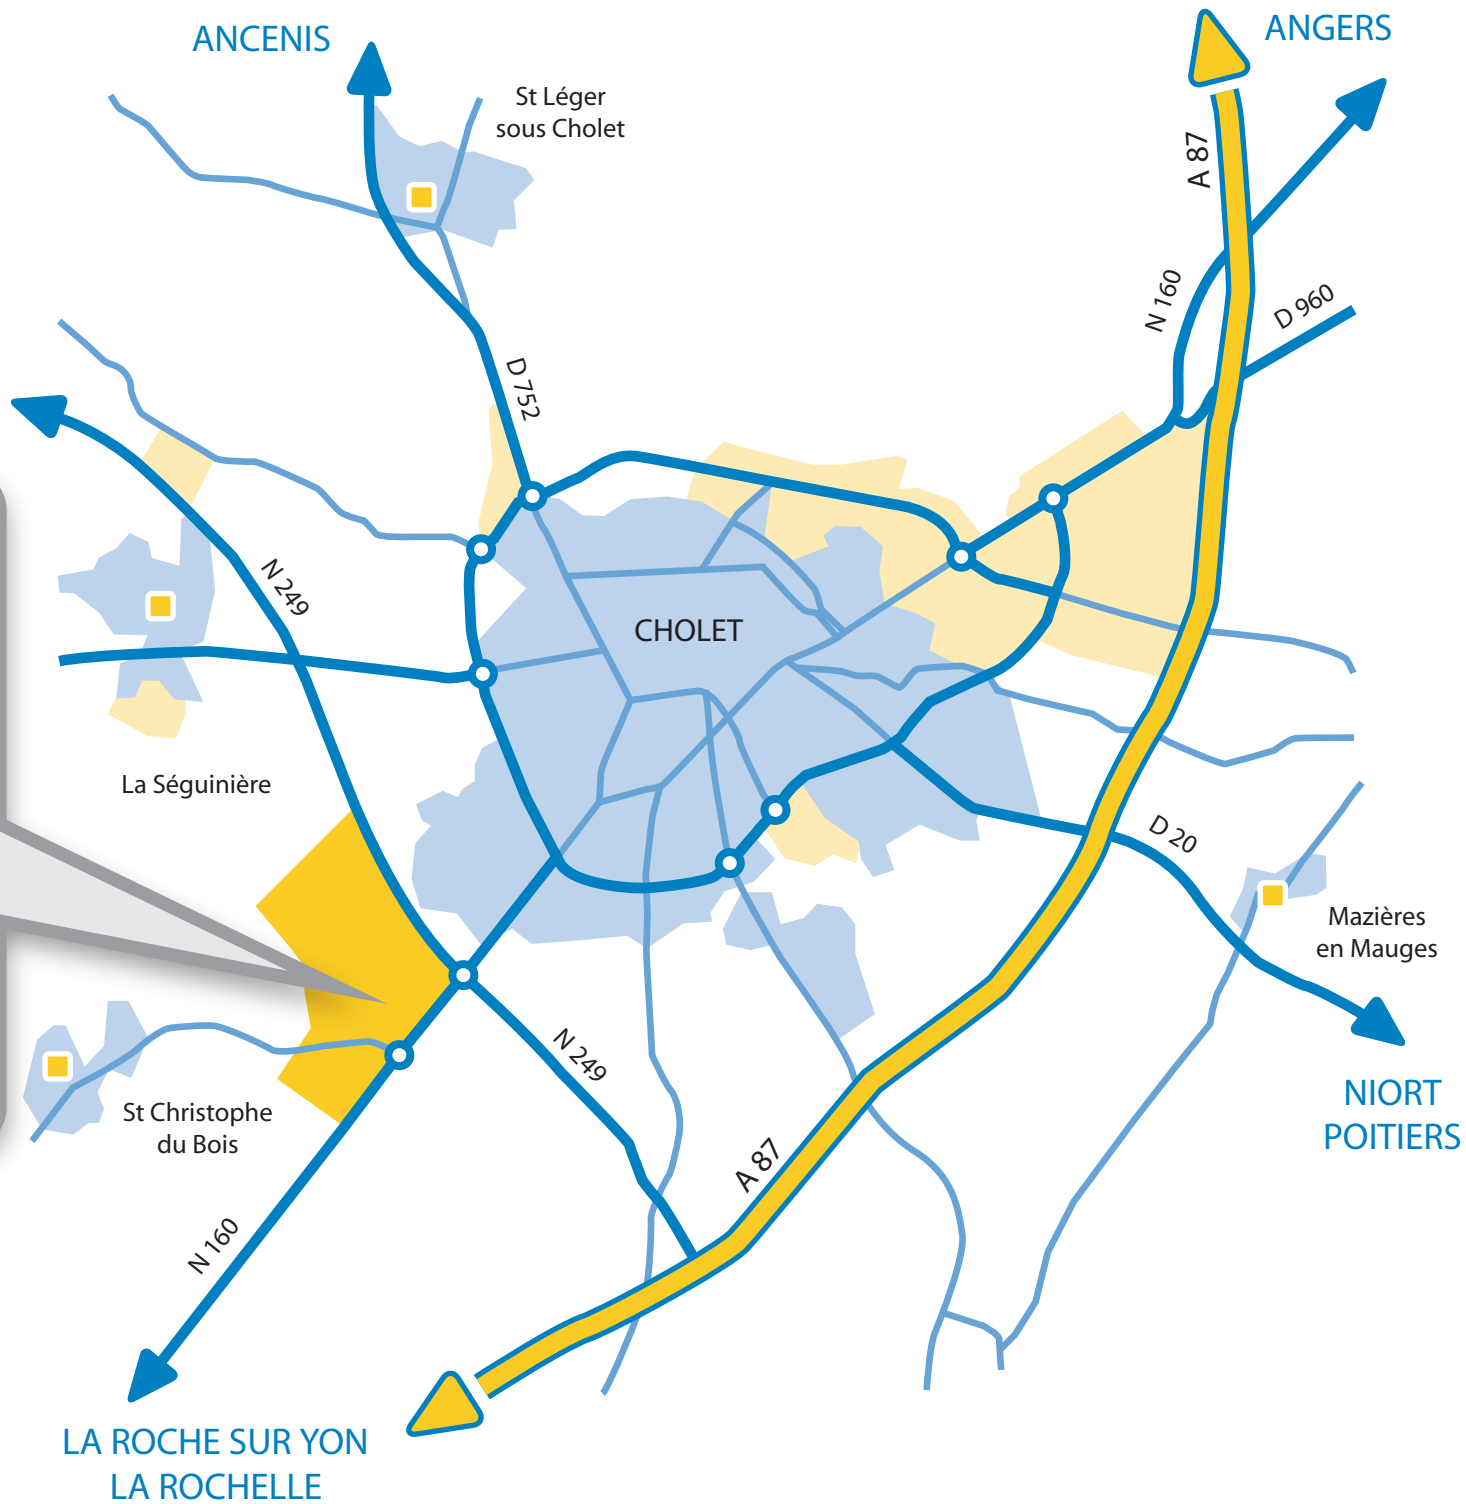 ANCENIS
ANGERS
St Léger
sous Cholet
A 87
N 160
D 960
D 752
N 249
CHOLET
La Séguinière
D 20
Mazières
en Mauges
N 249
St Christophe
du Bois
NIORT
POITIERS
A 87
N 160
LA ROCHE SUR YON
LA ROCHELLE